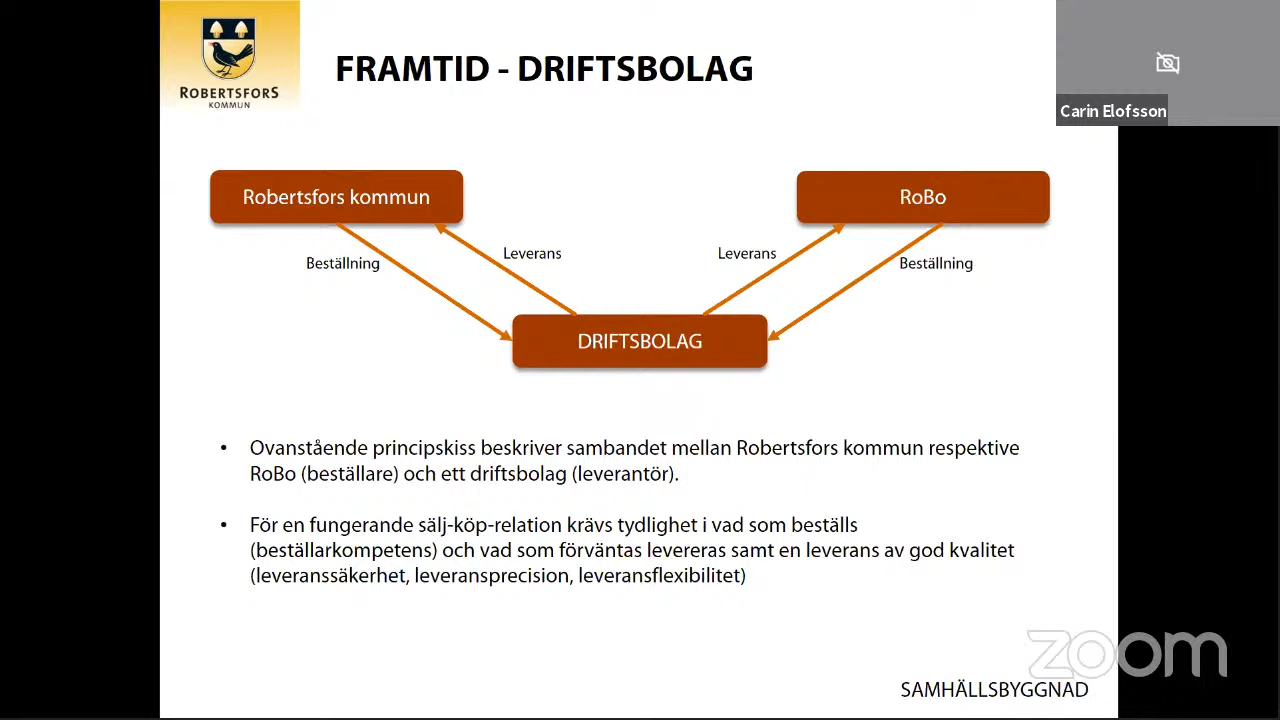 ROBERTSFORS
KOMMUN
FRAMTID - DRIFTSBOLAG
Carin Elofsson
Robertsfors kommun
RoBo
Leverans
Leverans
Beställning
Beställning
DRIFTSBOLAG
• Ovanstående principskiss beskriver sambandet mellan Robertsfors kommun respektive
RoBo (beställare) och ett driftsbolag (leverantör).
• För en fungerande sälj-köp-relation krävs tydlighet i vad som beställs
(beställarkompetens) och vad som förväntas levereras samt en leverans av god kvalitet
(leveranssäkerhet, leveransprecision, leveransflexibilitet)
zoom
SAMHÄLLSBYGGNAD